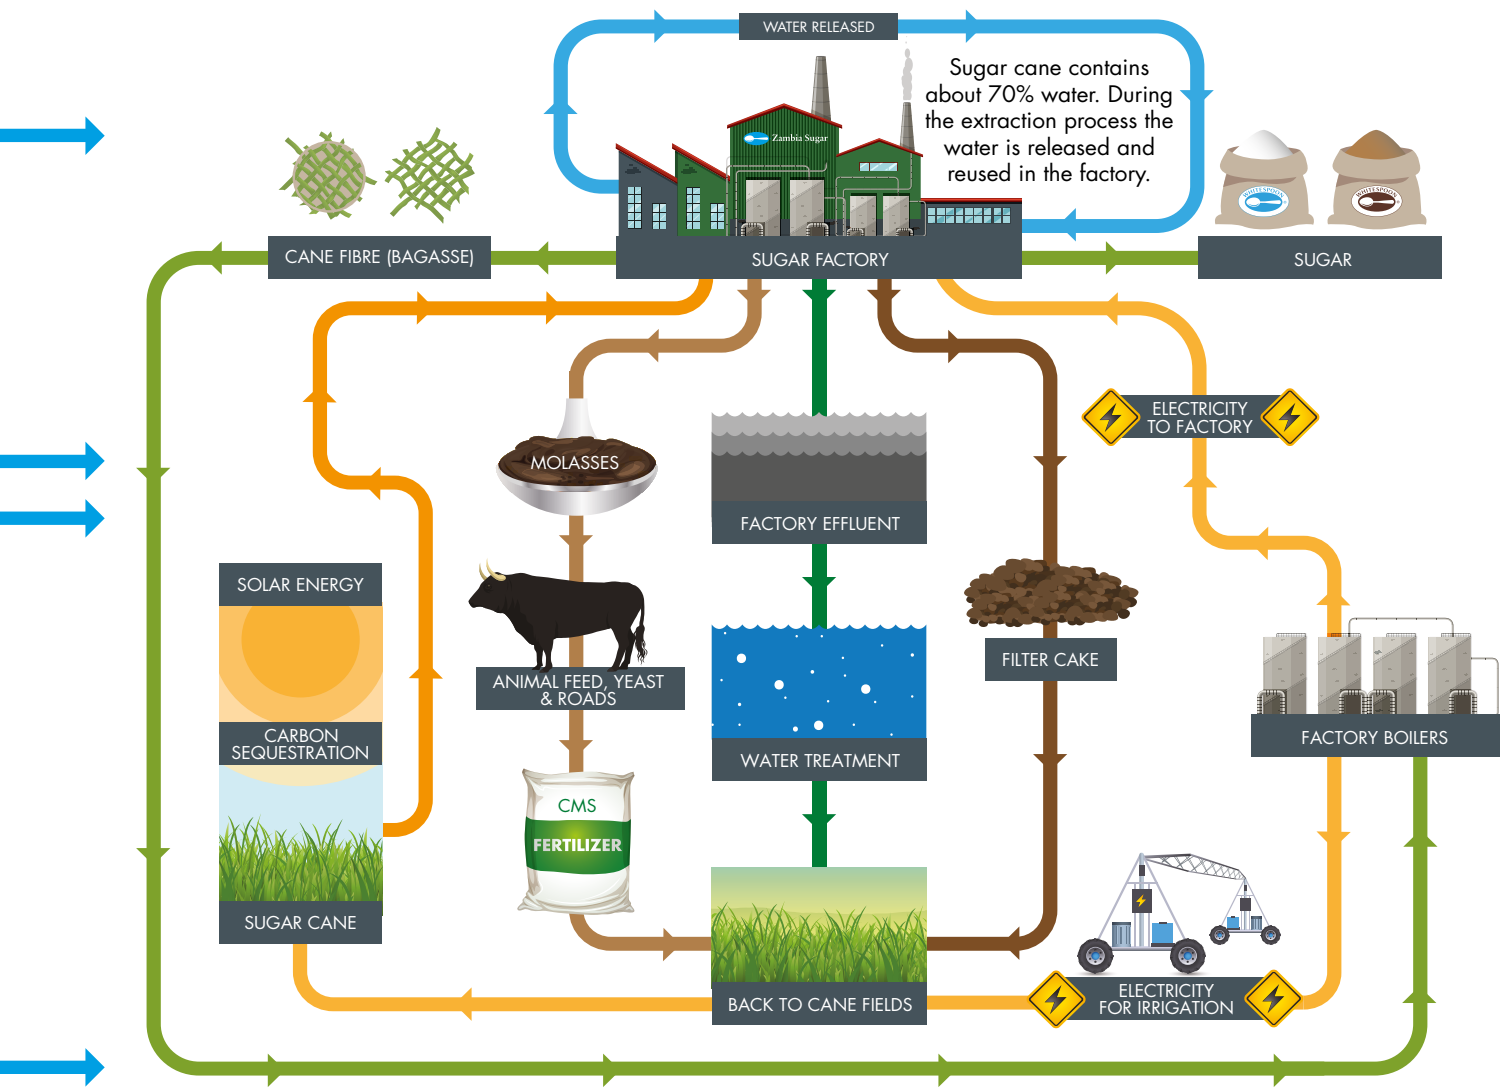 WATER RELEASED
Sugar cane contains
about 70% water. During
the extraction process the
water is released and
reused in the factory.
Zambia Sugar
WHITESPOON
WHITESPOON
CANE FIBRE (BAGASSE)
SUGAR FACTORY
SUGAR
ELECTRICITY
TO FACTORY
MOLASSES
FACTORY EFFLUENT
SOLAR ENERGY
FILTER CAKE
ANIMAL FEED, YEAST
& ROADS
CARBON
SEQUESTRATION
FACTORY BOILERS
WATER TREATMENT
CMS
FERTILIZER
SUGAR CANE
BACK TO CANE FIELDS
ELECTRICITY
FOR IRRIGATION